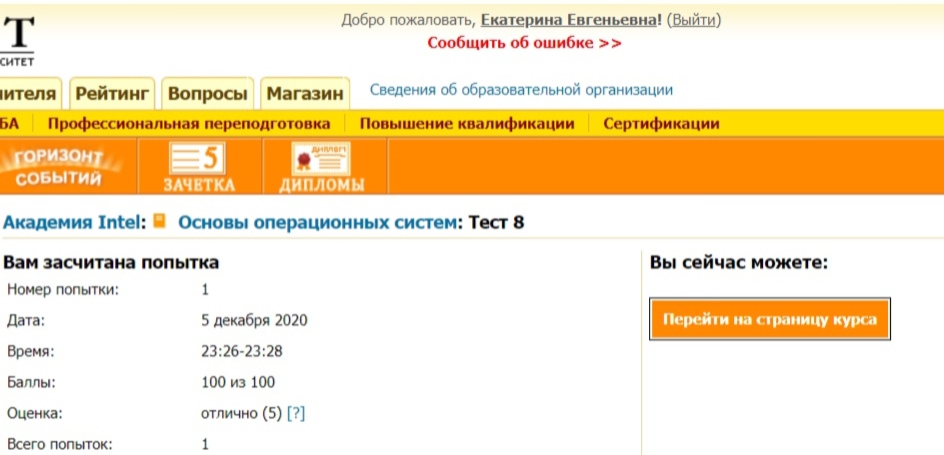 Добро пожаловать, Екатерина Евгеньевна! (Выйти)
Т
Сообщить об ошибке >>
СИТЕТ
ителя Рейтинг Вопросы Магазин Сведения об образовательной организации
БА Профессиональная переподготовка Повышение квалификации Сертификации
ГОРИЗОНТ
СОБЫТИЙ
5
ЗАЧЕТКА
ДИПЛОМ
ДИПЛОМЫ
Академия Intel: Основы операционных систем: Тест 8
Вам засчитана попытка
Номер попытки: 1
Дата: 5 декабря 2020
Время: 23:26-23:28
Баллы: 100 из 100
Оценка: отлично (5) [?]
Всего попыток: 1
Вы сейчас можете:
Перейти на страницу курса